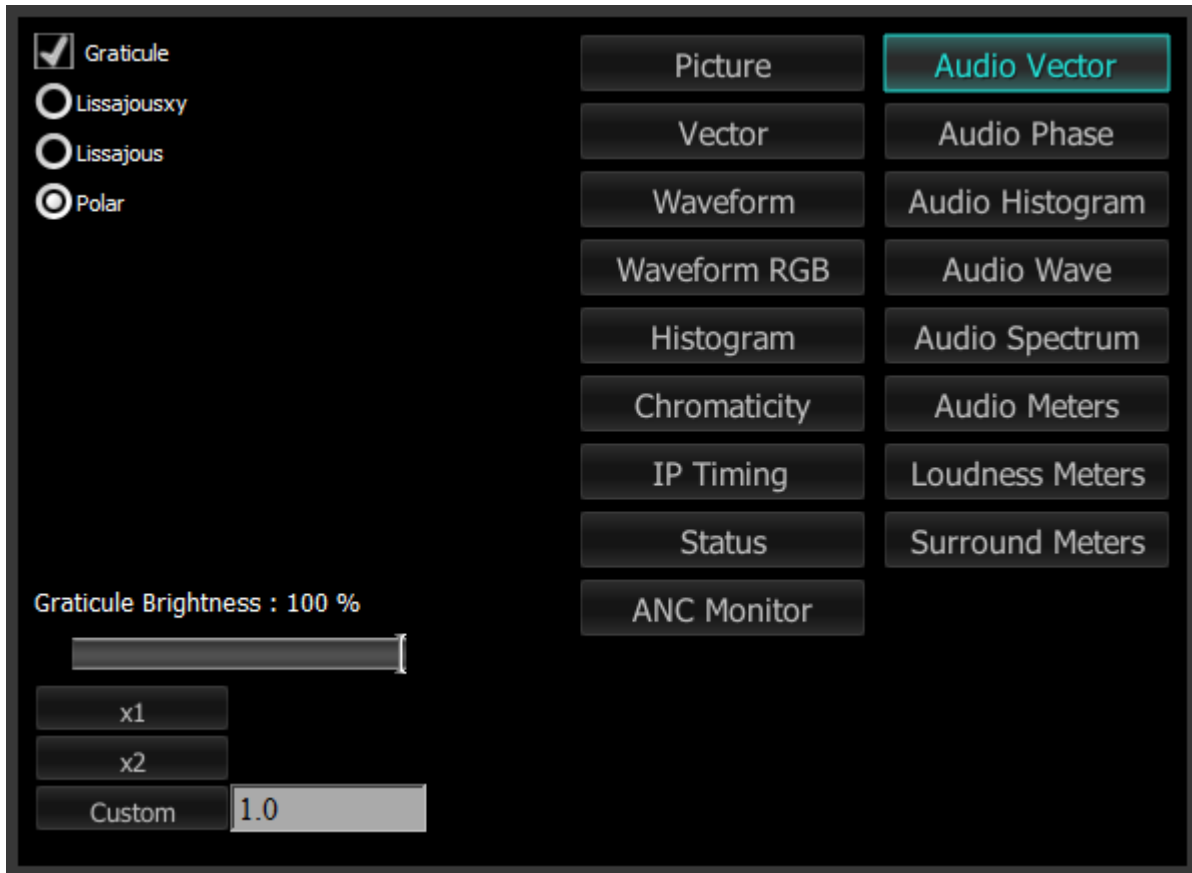 Graticule
Lissajousxy
Lissajous
Polar
Graticule Brightness : 100 %
x1
x2
Custom
1.0
Picture
Vector
Waveform
Waveform RGB
Histogram
Chromaticity
IP Timing
Status
ANC Monitor
Audio Vector
Audio Phase
Audio Histogram
Audio Wave
Audio Spectrum
Audio Meters
Loudness Meters
Surround Meters